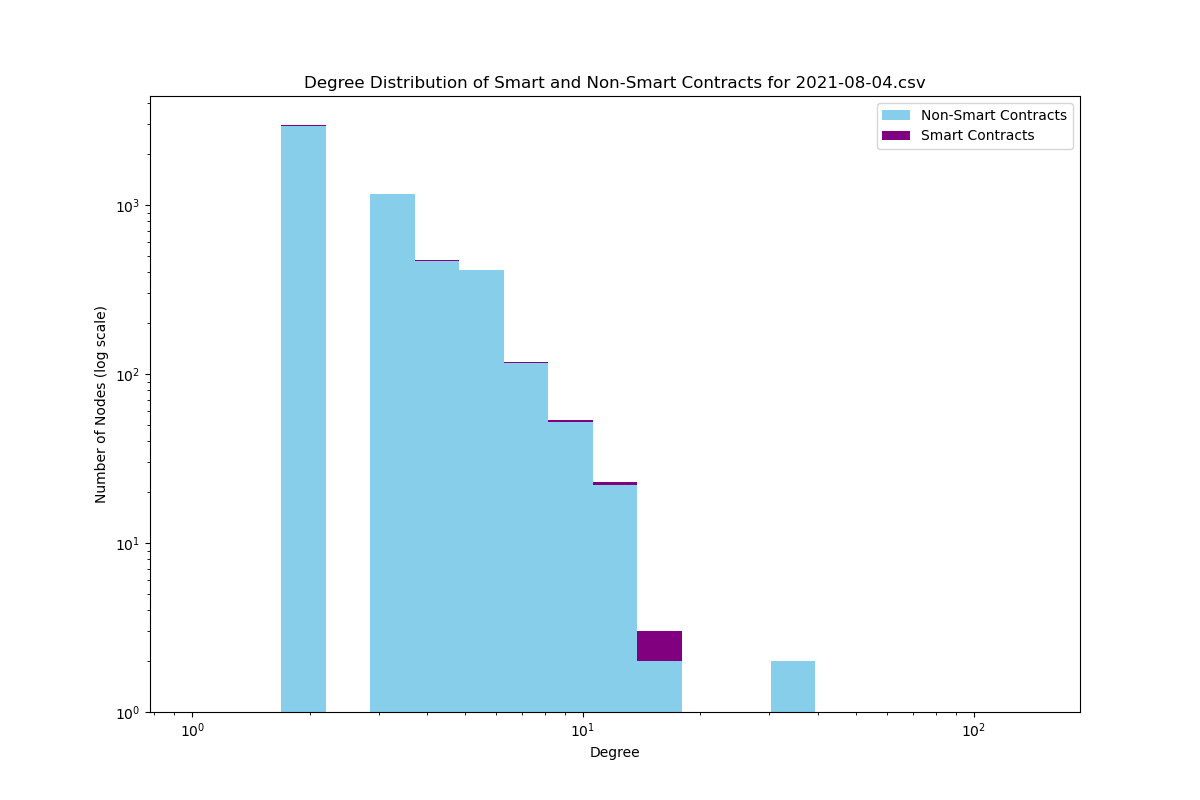 Degree Distribution of Smart and Non-Smart Contracts for 2021-08-04.csv
Non-Smart Contracts
Smart Contracts
Number of Nodes (log scale)
10³
10²
10¹
10⁰
10⁰ 10¹ 10²
Degree